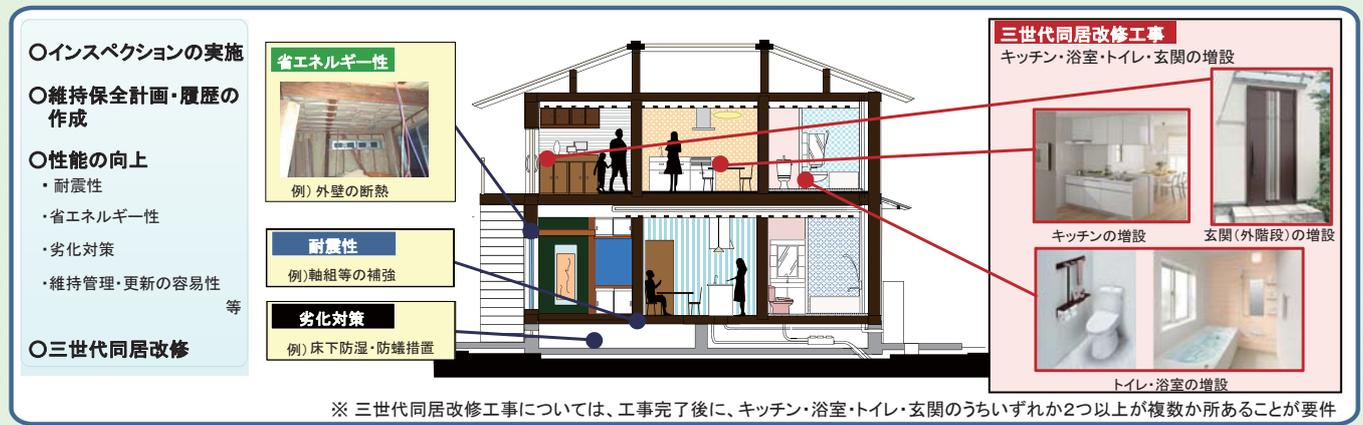 〇インスペクションの実施
〇維持保全計画・履歴の
作成
〇性能の向上
・耐震性
・省エネルギー性
・劣化対策
・維持管理・更新の容易性
等
〇三世代同居改修
省エネルギー性
例）外壁の断熱
耐震性
例）軸組等の補強
劣化対策
例）床下防湿・防蟻措置
三世代同居改修工事
キッチン・浴室・トイレ・玄関の増設
キッチンの増設
玄関（外階段）の増設
トイレ・浴室の増設
※ 三世代同居改修工事については、工事完了後に、キッチン・浴室・トイレ・玄関のうちいずれか２つ以上が複数か所あることが要件